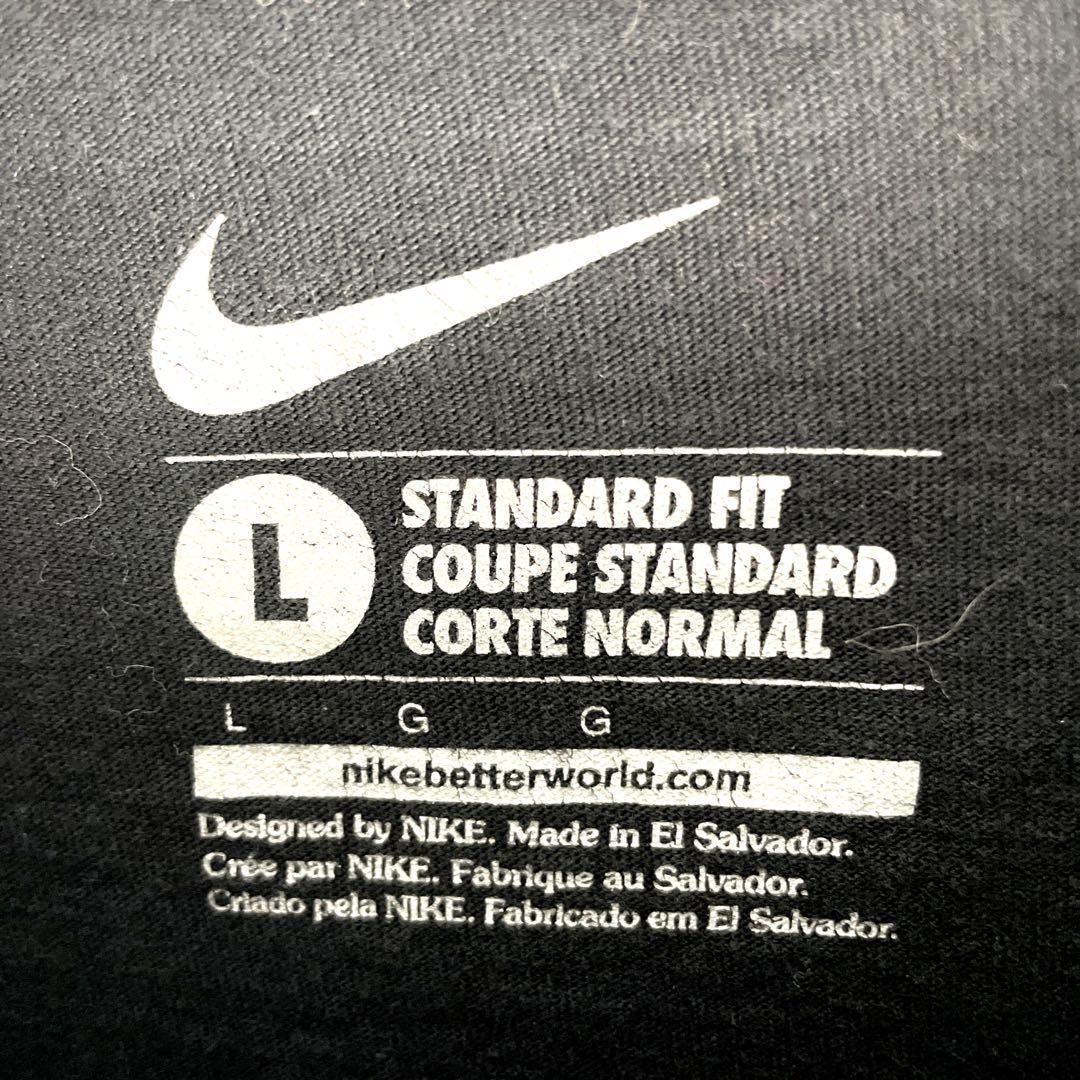 L
STANDARD FIT
COUPE STANDARD
CORTE NORMAL
L G G
nikebetterworld.com
Designed by NIKE. Made in El Salvador.
Crée par NIKE. Fabrique au Salvador.
Criado pela NIKE. Fabricado em El Salvador.